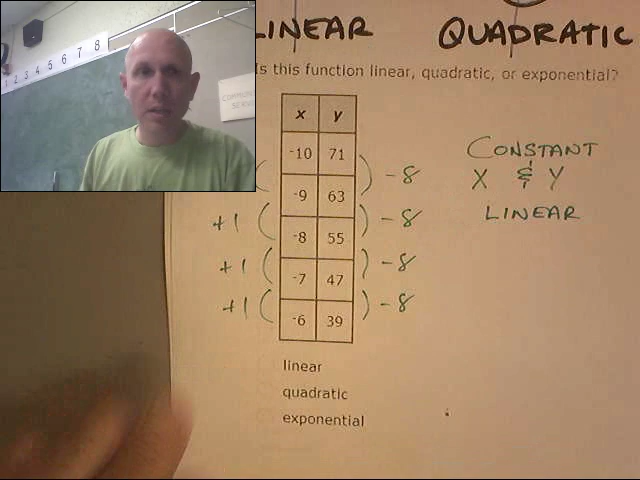 LINEAR QUADRATIC
1 2 3 4 5 6 7 8
Is this function linear, quadratic, or exponential?
x y
-10 71
-9 63
-8 55
-7 47
-6 39
-8
+1 -8
+1 -8
+1 -8
CONSTANT
X & Y
LINEAR
linear
quadratic
exponential